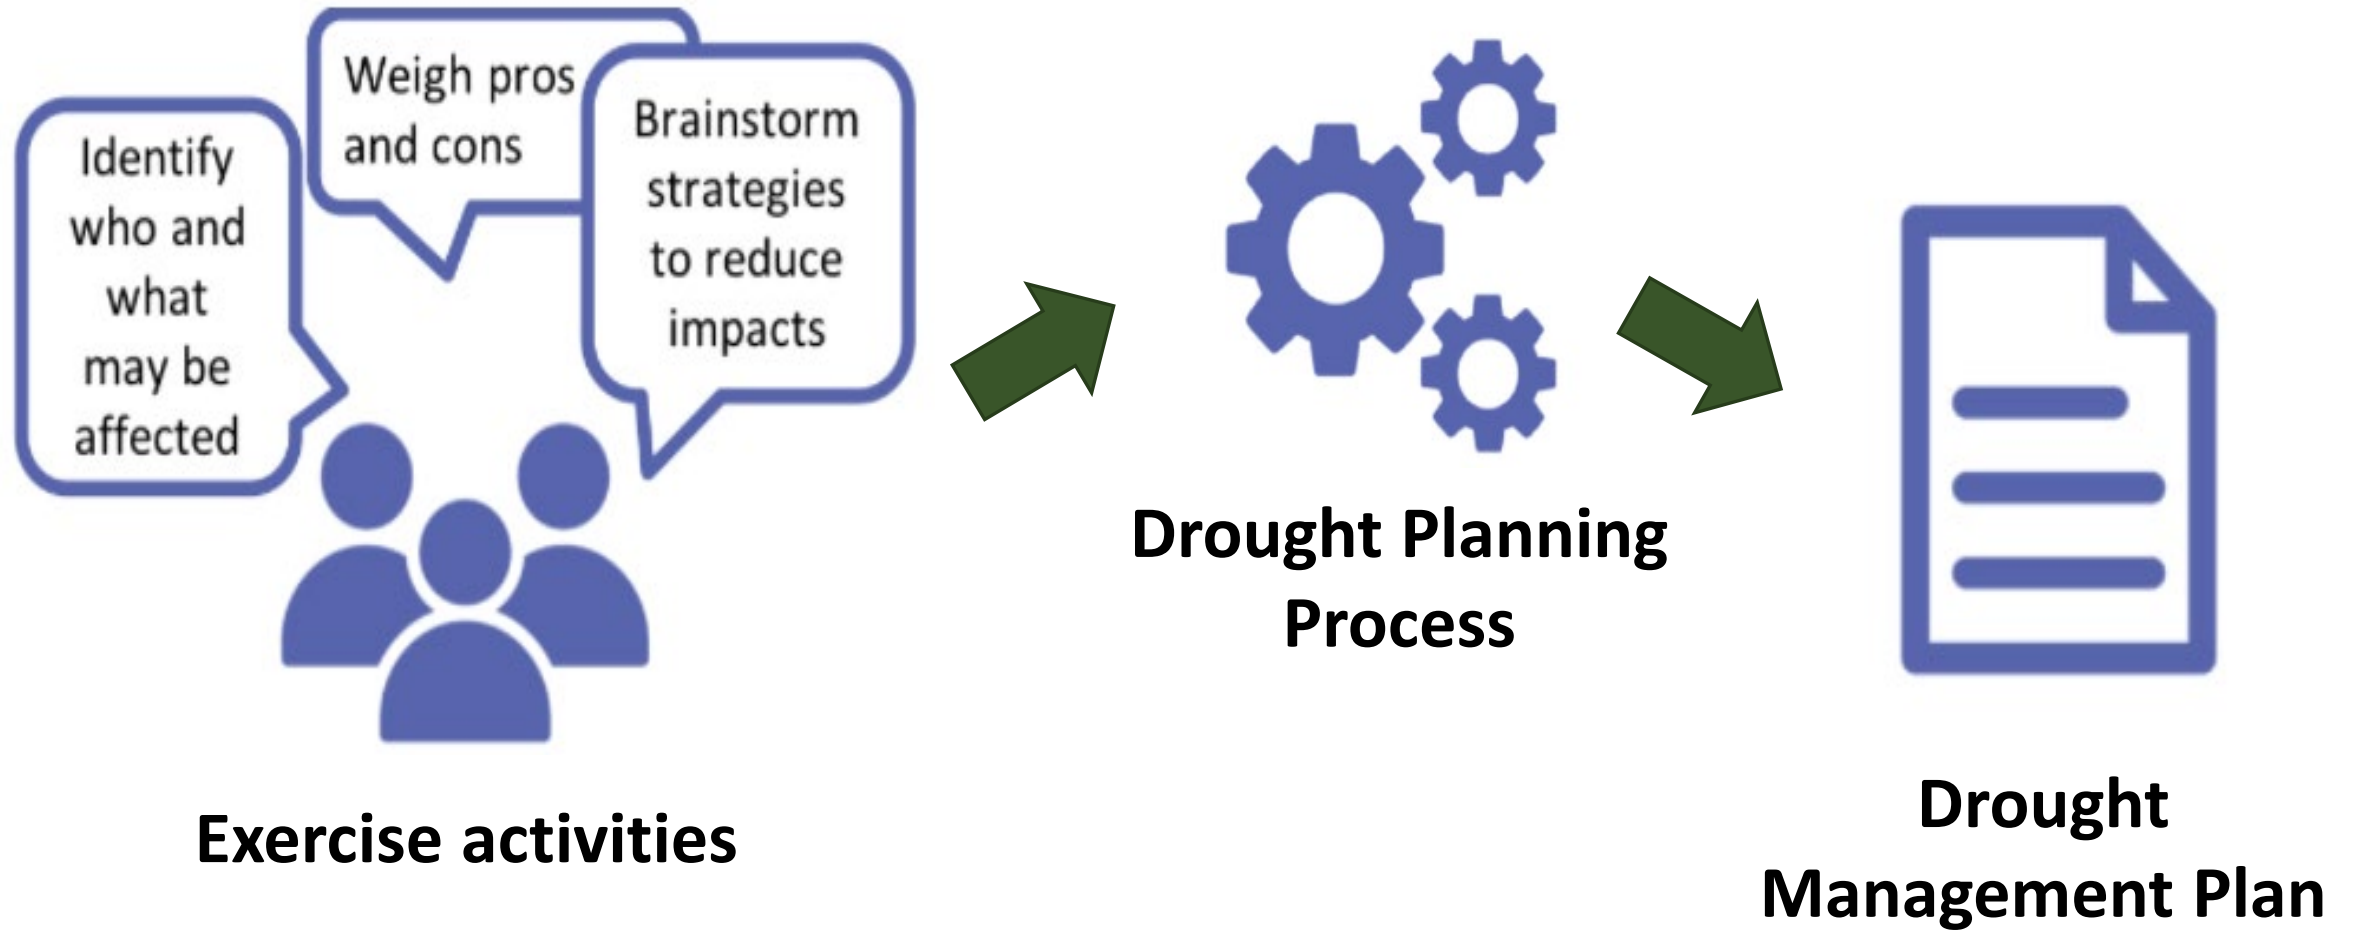 Identify
who and
what
may be
affected
Weigh pros
and cons
Brainstorm
strategies
to reduce
impacts
Exercise activities
Drought Planning
Process
Drought
Management Plan